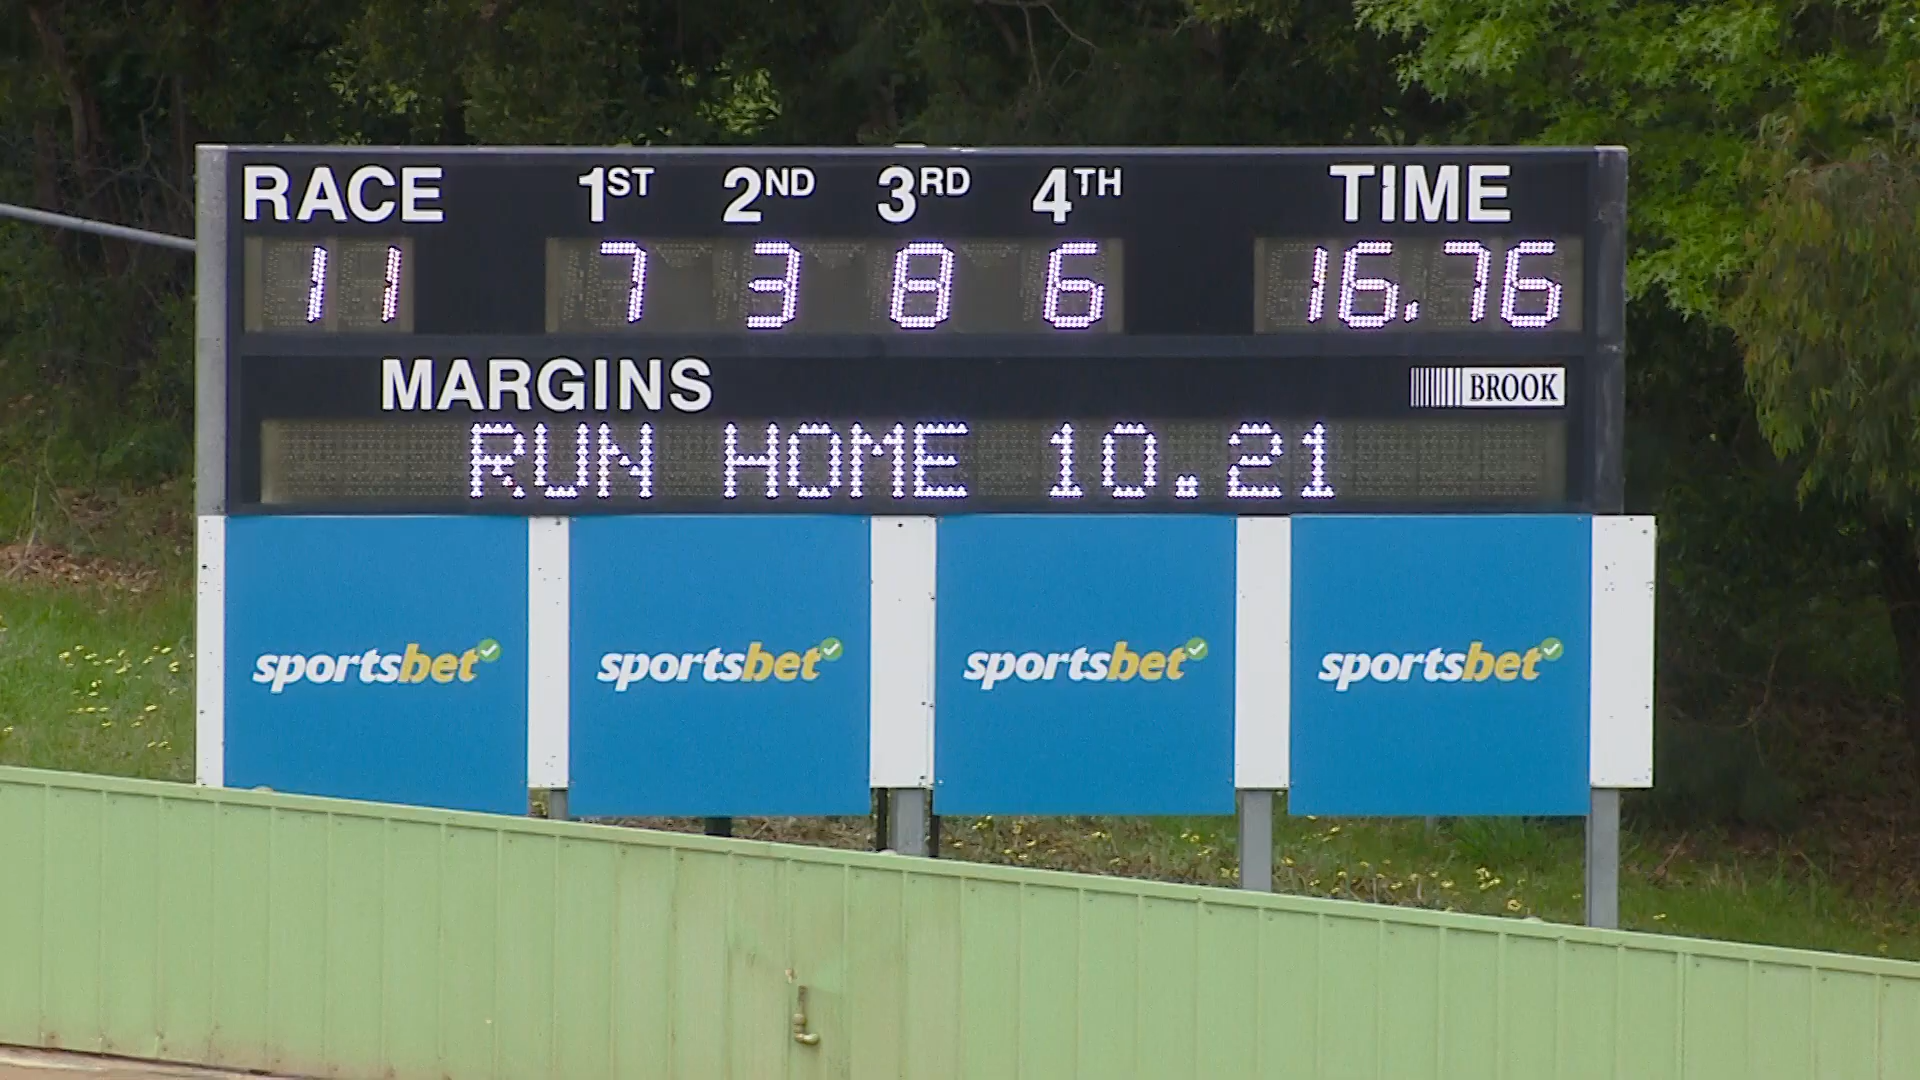 RACE 1ST 2ND 3RD 4TH TIME
11 7 3 8 6 16.76
MARGINS BROOK
RUN HOME 10.21
sportsbet sportsbet sportsbet sportsbet